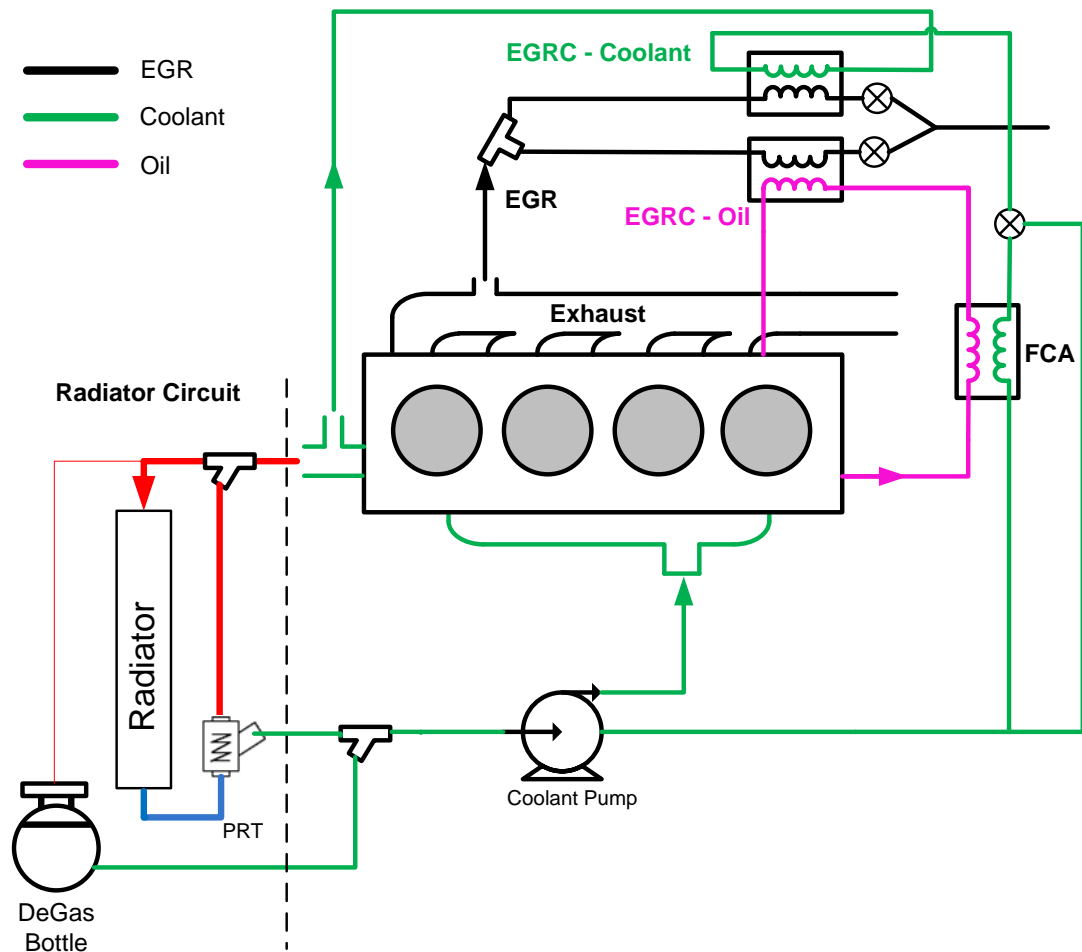 EGR
Coolant
Oil
EGRC - Coolant
EGR
EGRC - Oil
Exhaust
FCA
Radiator Circuit
Radiator
PRT
Coolant Pump
DeGas
Bottle